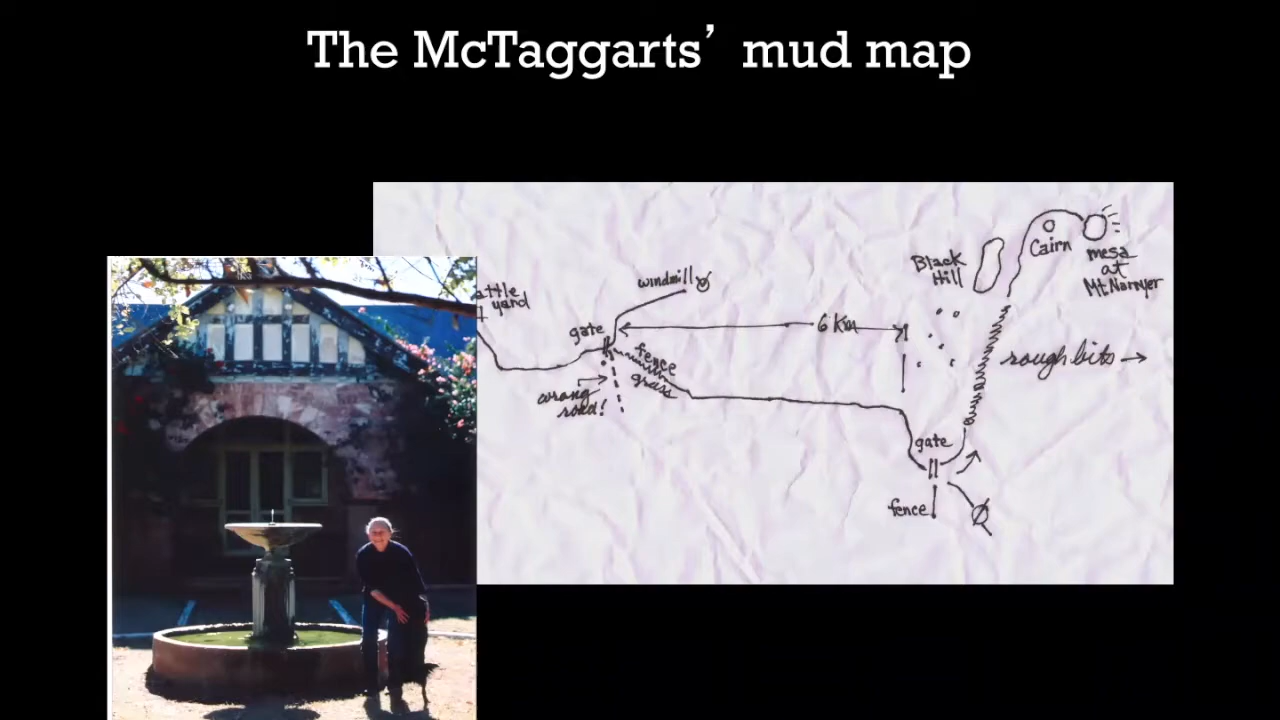 The McTaggarts’ mud map
attle
yard
gate
windmill
6 Km
fence
grass
wrong
road!
Black
Hill
Cairn
mesa
at
Mt Narryer
rough bits
gate
fence